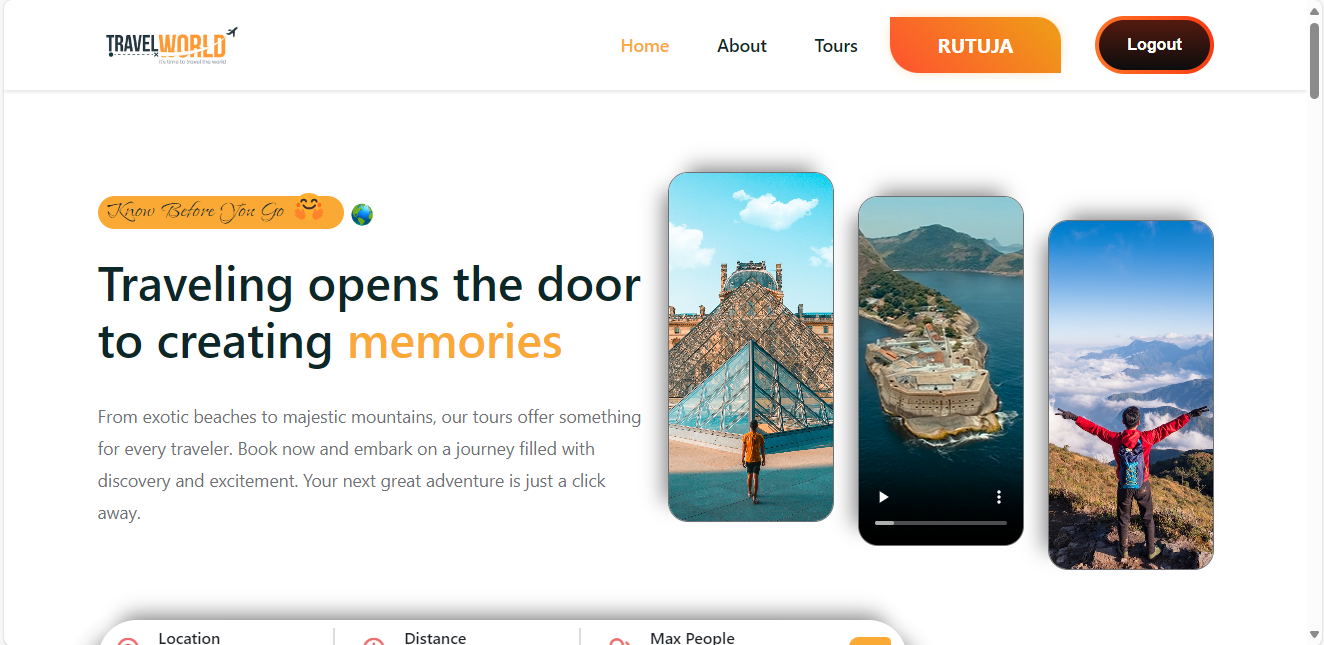 TRAVELWORLD
it's time to travel the world
Home
About
Tours
RUTUJA
Logout
Know Before You Go
Traveling opens the door
to creating memories
From exotic beaches to majestic mountains, our tours offer something
for every traveler. Book now and embark on a journey filled with
discovery and excitement. Your next great adventure is just a click
away.
Location
Distance
Max People